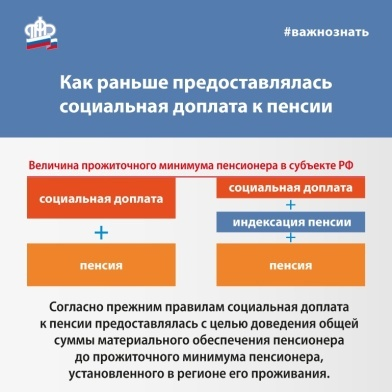 #важнознать
Как раньше предоставлялась
социальная доплата к пенсии
Величина прожиточного минимума пенсионера в субъекте РФ
социальная доплата
+
пенсия
социальная доплата
+
индексация пенсии
+
пенсия
Согласно прежним правилам социальная доплата
к пенсии предоставлялась с целью доведения общей
суммы материального обеспечения пенсионера
до прожиточного минимума пенсионера,
установленного в регионе его проживания.